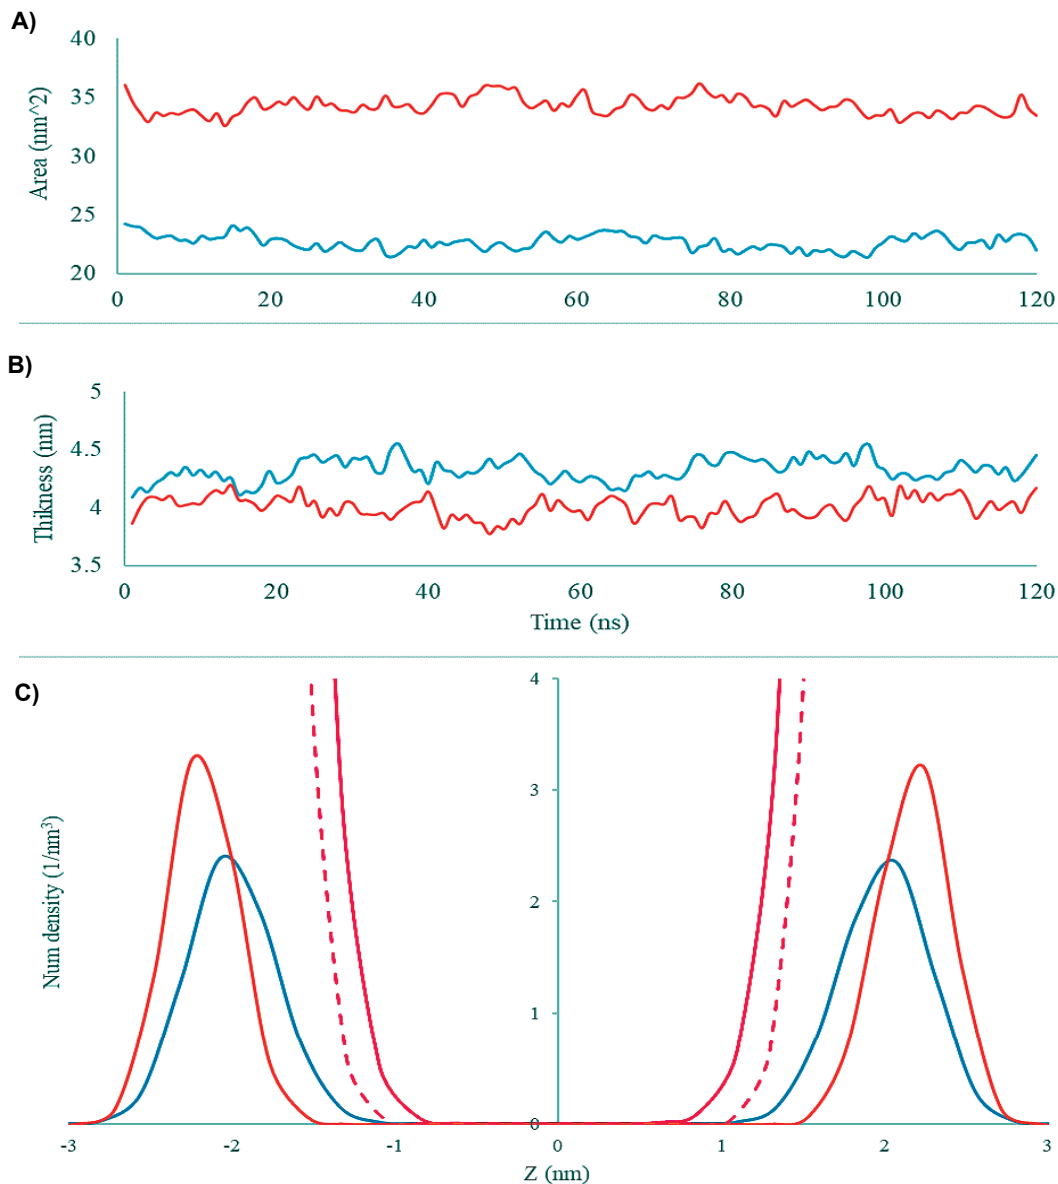 A)
40
35
30
25
20
Area (nm^2)
0 20 40 60 80 100 120
B)
5
4.5
4
3.5
Thikness (nm)
0 20 40 60 80 100 120
Time (ns)
C)
4
3
2
1
0
Num density (1/nm³)
-3 -2 -1 0 1 2 3
Z (nm)